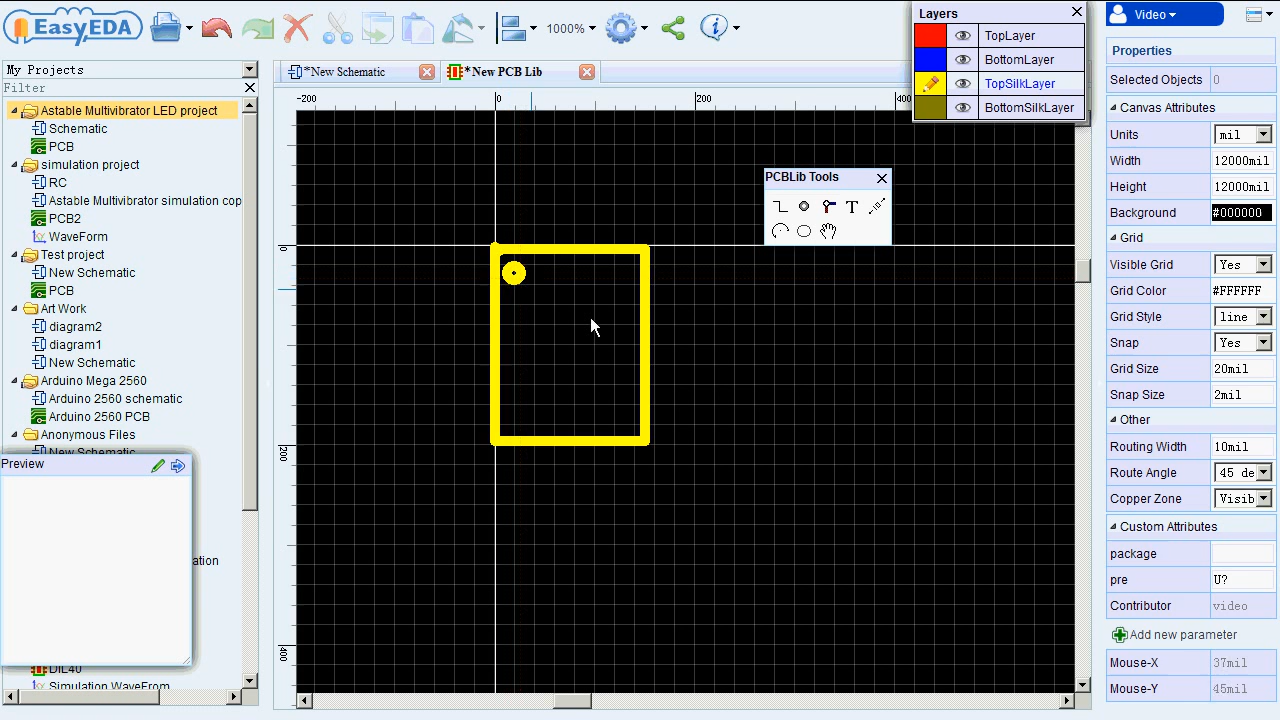 EasyEDA
1000%
Layers
TopLayer
BottomLayer
TopSilkLayer
BottomSilkLayer
Video
My Projects
Filter
*New Schematic
*New PCB Lib
-200
0
200
400
0
200
400
Astable Multivibrator LED project
Schematic
PCB
simulation project
RC
Astable Multivibrator simulation cop
PCB2
WaveForm
Test project
New Schematic
PCB
Art Work
diagram2
diagram1
New Schematic
Arduino Mega 2560
Arduino 2560 schematic
Arduino 2560 PCB
Anonymous Files
New Schematic
Preview
ation
DIL40
Simulation WaveFrom
PCBLib Tools
T
Properties
Selected Objects 0
Canvas Attributes
Units mil
Width 12000mil
Height 12000mil
Background #000000
Grid
Visible Grid Yes
Grid Color #FFFFFF
Grid Style line
Snap Yes
Grid Size 20mil
Snap Size 2mil
Other
Routing Width 10mil
Route Angle 45 de
Copper Zone Visib
Custom Attributes
package
pre U?
Contributor video
Add new parameter
Mouse-X 37mil
Mouse-Y 45mil